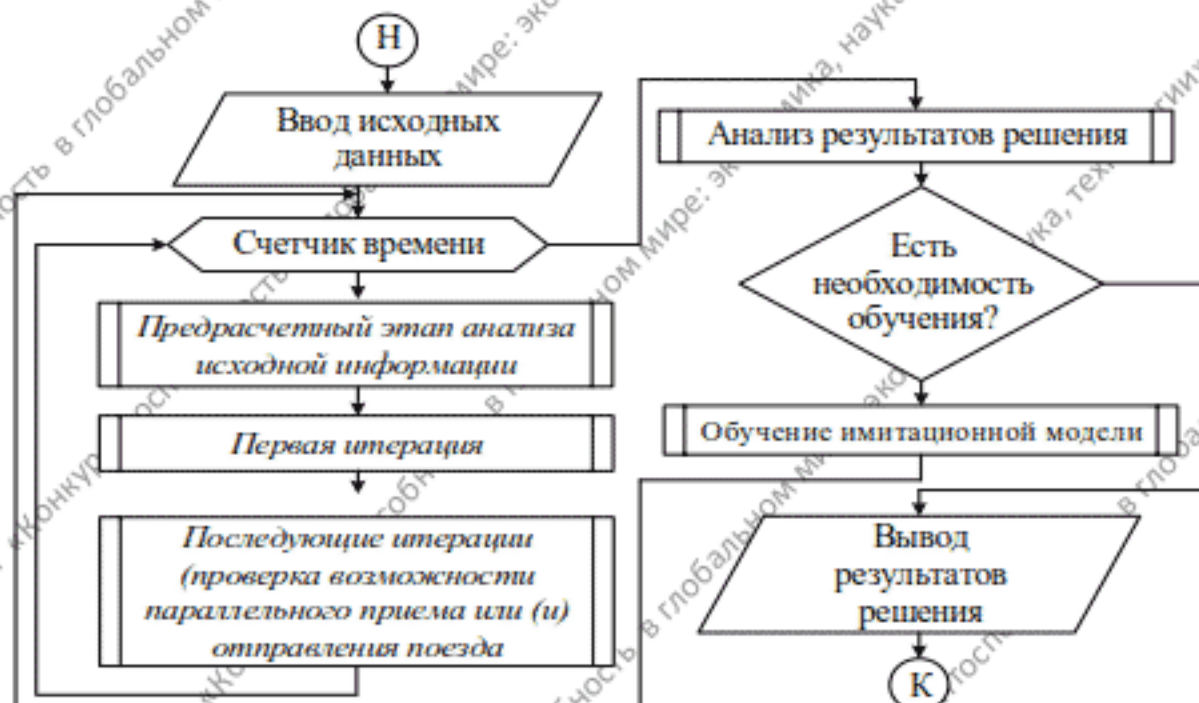 Н
Ввод исходных
данных
Счетчик времени
Предрасчетный этап анализа
исходной информации
Первая итерация
Последующие итерации
(проверка возможности
параллельного приема или (и)
отправления поезда
Анализ результатов решения
Есть
необходимость
обучения?
Обучение имитационной модели
Вывод
результатов
решения
К